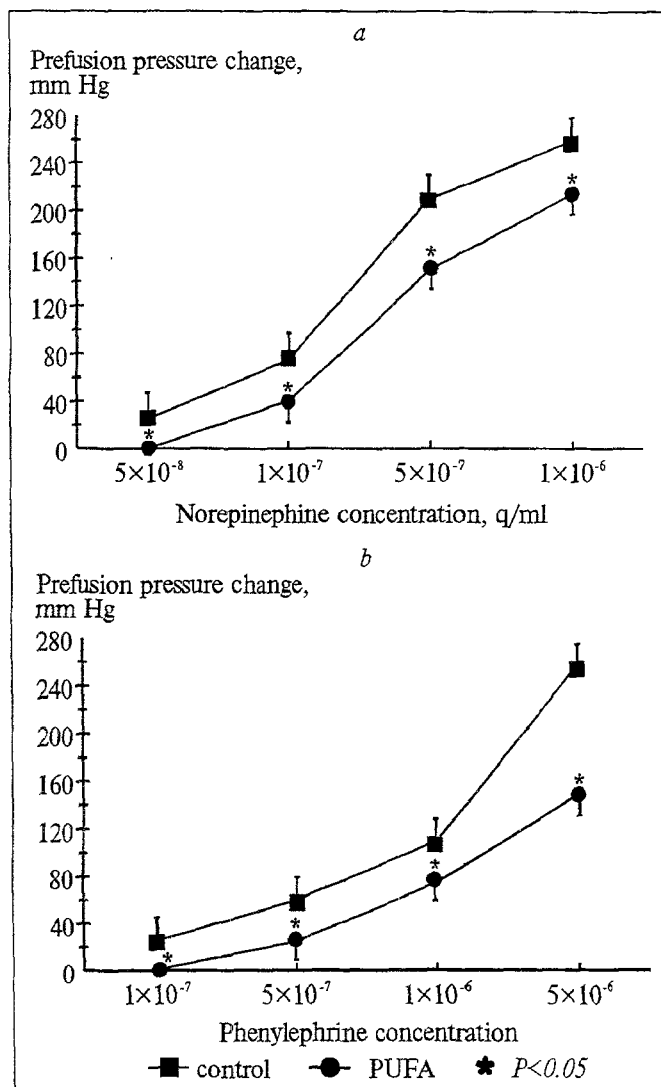 a
Prefusion pressure change,
mm Hg
280
240
200
160
120
80
40
0
* * * *
5×10⁻⁸ 1×10⁻⁷ 5×10⁻⁷ 1×10⁻⁶
Norepinephine concentration, q/ml
b
Prefusion pressure change,
mm Hg
280
240
200
160
120
80
40
0
* * * *
1×10⁻⁷ 5×10⁻⁷ 1×10⁻⁶ 5×10⁻⁶
Phenylephrine concentration
control PUFA * P<0.05